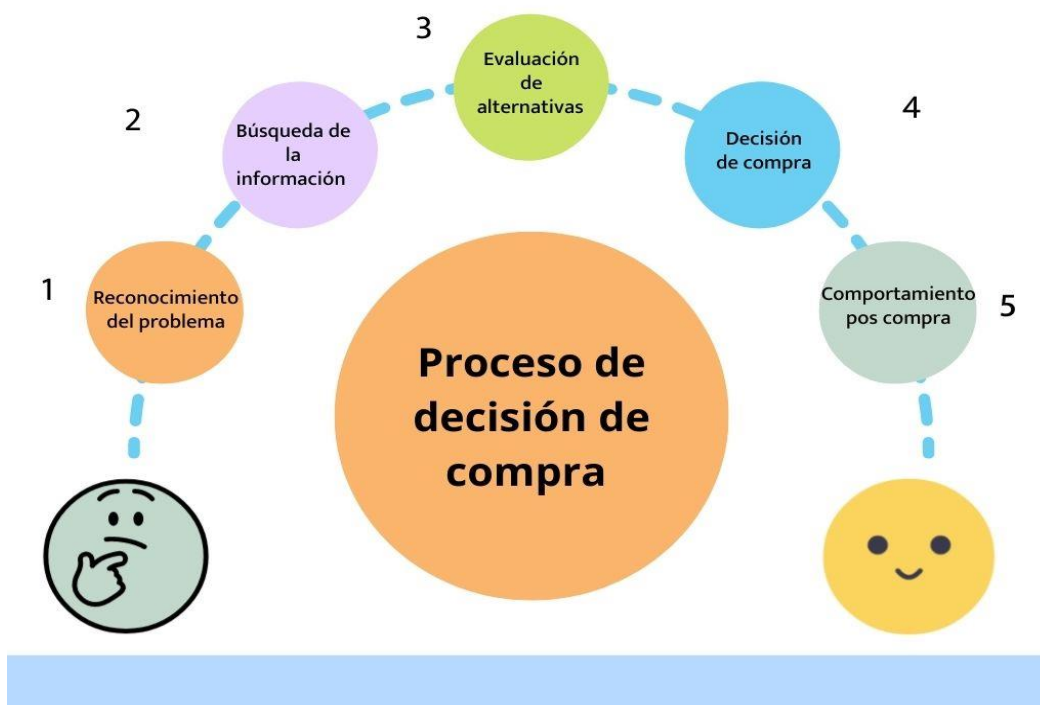 1
Reconocimiento
del problema
2
Búsqueda de
la
información
3
Evaluación
de
alternativas
4
Decisión
de compra
5
Comportamiento
pos compra
Proceso de
decisión de
compra